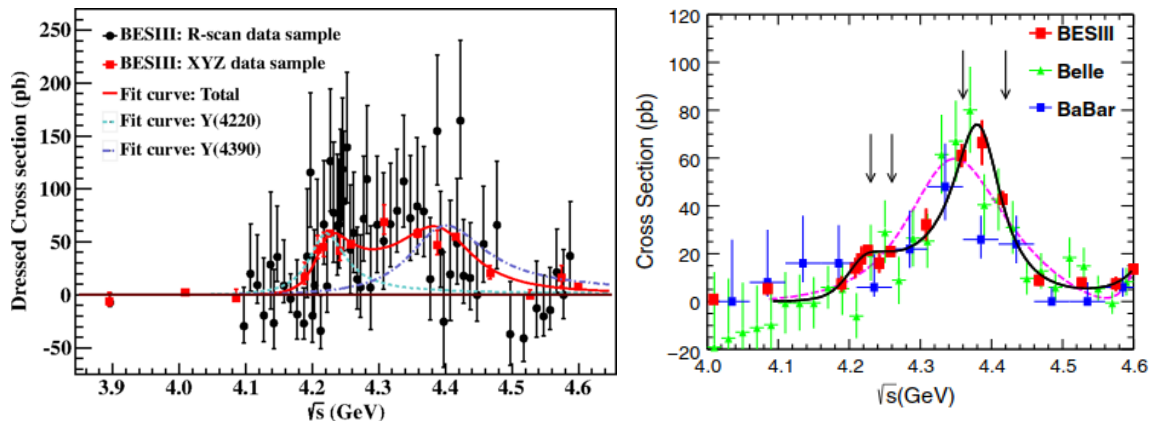 250
200
150
100
50
0
-50
Dressed Cross section (pb)
BESIII: R-scan data sample
BESIII: XYZ data sample
Fit curve: Total
Fit curve: Y(4220)
Fit curve: Y(4390)
3.9 4.0 4.1 4.2 4.3 4.4 4.5 4.6
√s (GeV)
120
100
80
60
40
20
0
−20
Cross Section (pb)
BESIII
Belle
BaBar
4.0 4.1 4.2 4.3 4.4 4.5 4.6
√s(GeV)